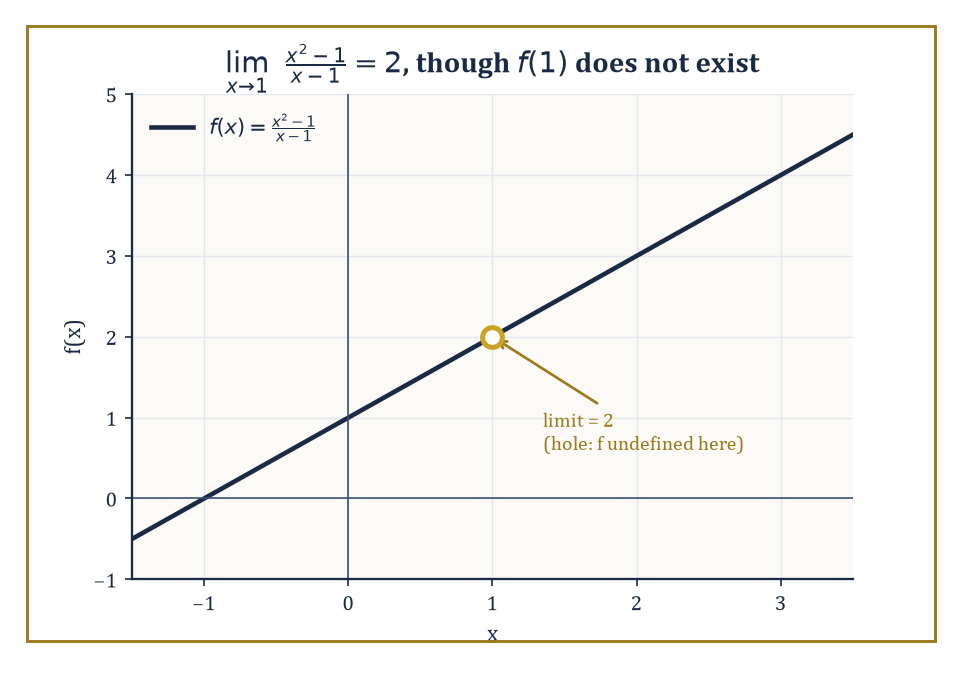 lim x→1 x² − 1 / x − 1 = 2, though f(1) does not exist
f(x) = x² − 1 / x − 1
5
4
3
2
1
0
−1
f(x)
limit = 2
(hole: f undefined here)
−1 0 1 2 3
x